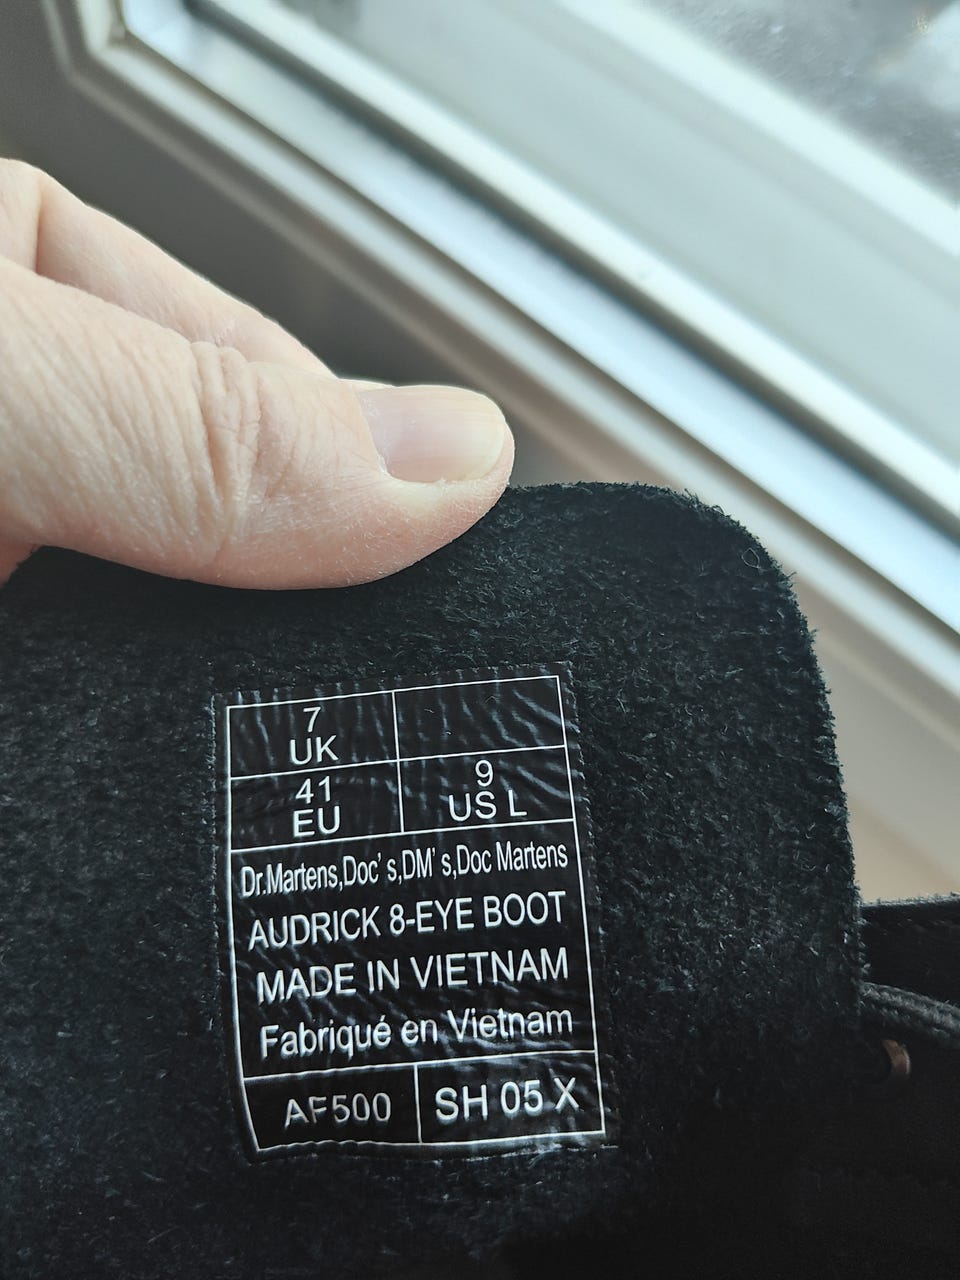 7
UK
41
EU
9
US L
Dr.Martens,Doc's,DM's,Doc Martens
AUDRICK 8-EYE BOOT
MADE IN VIETNAM
Fabriqué en Vietnam
AF500
SH 05 X